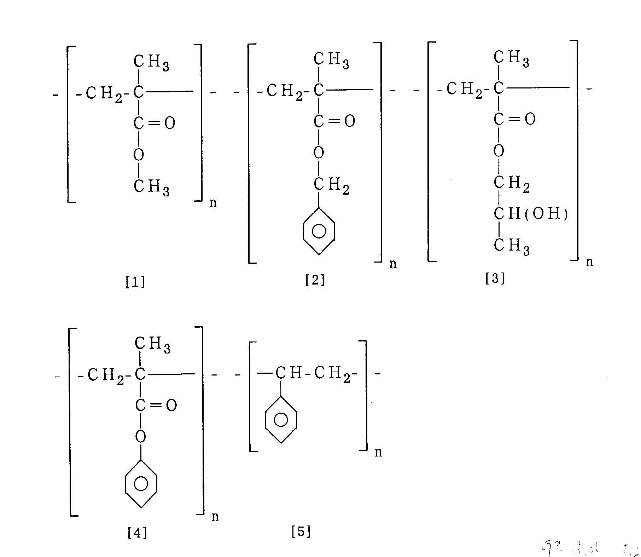 CH3 CH3 CH3
-CH2-C -CH2-C -CH2-C
C=O C=O C=O
O O O
CH3 CH2 CH2
n CH(OH)
CH3
n n
[1] [2] [3]
CH3
-CH2-C -CH-CH2-
C=O
O
n
n
[4] [5]